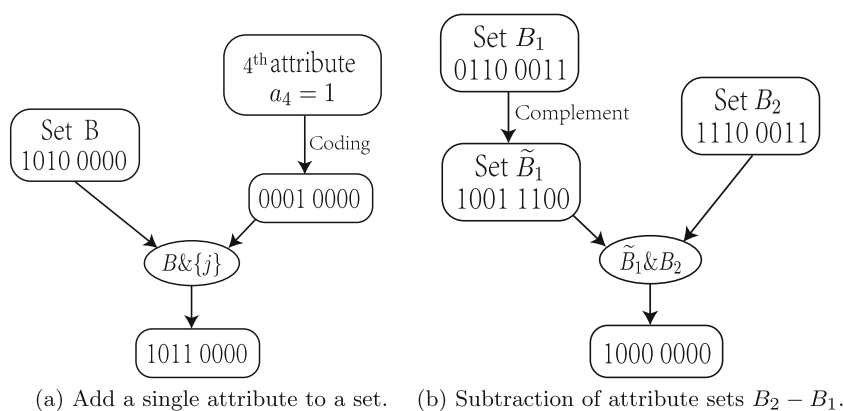 4th attribute
a₄ = 1
Set B
1010 0000
Coding
0001 0000
B&{j}
1011 0000
(a) Add a single attribute to a set.
Set B₁
0110 0011
Complement
Set B̃₁
1001 1100
Set B₂
1110 0011
B̃₁&B₂
1000 0000
(b) Subtraction of attribute sets B₂ − B₁.